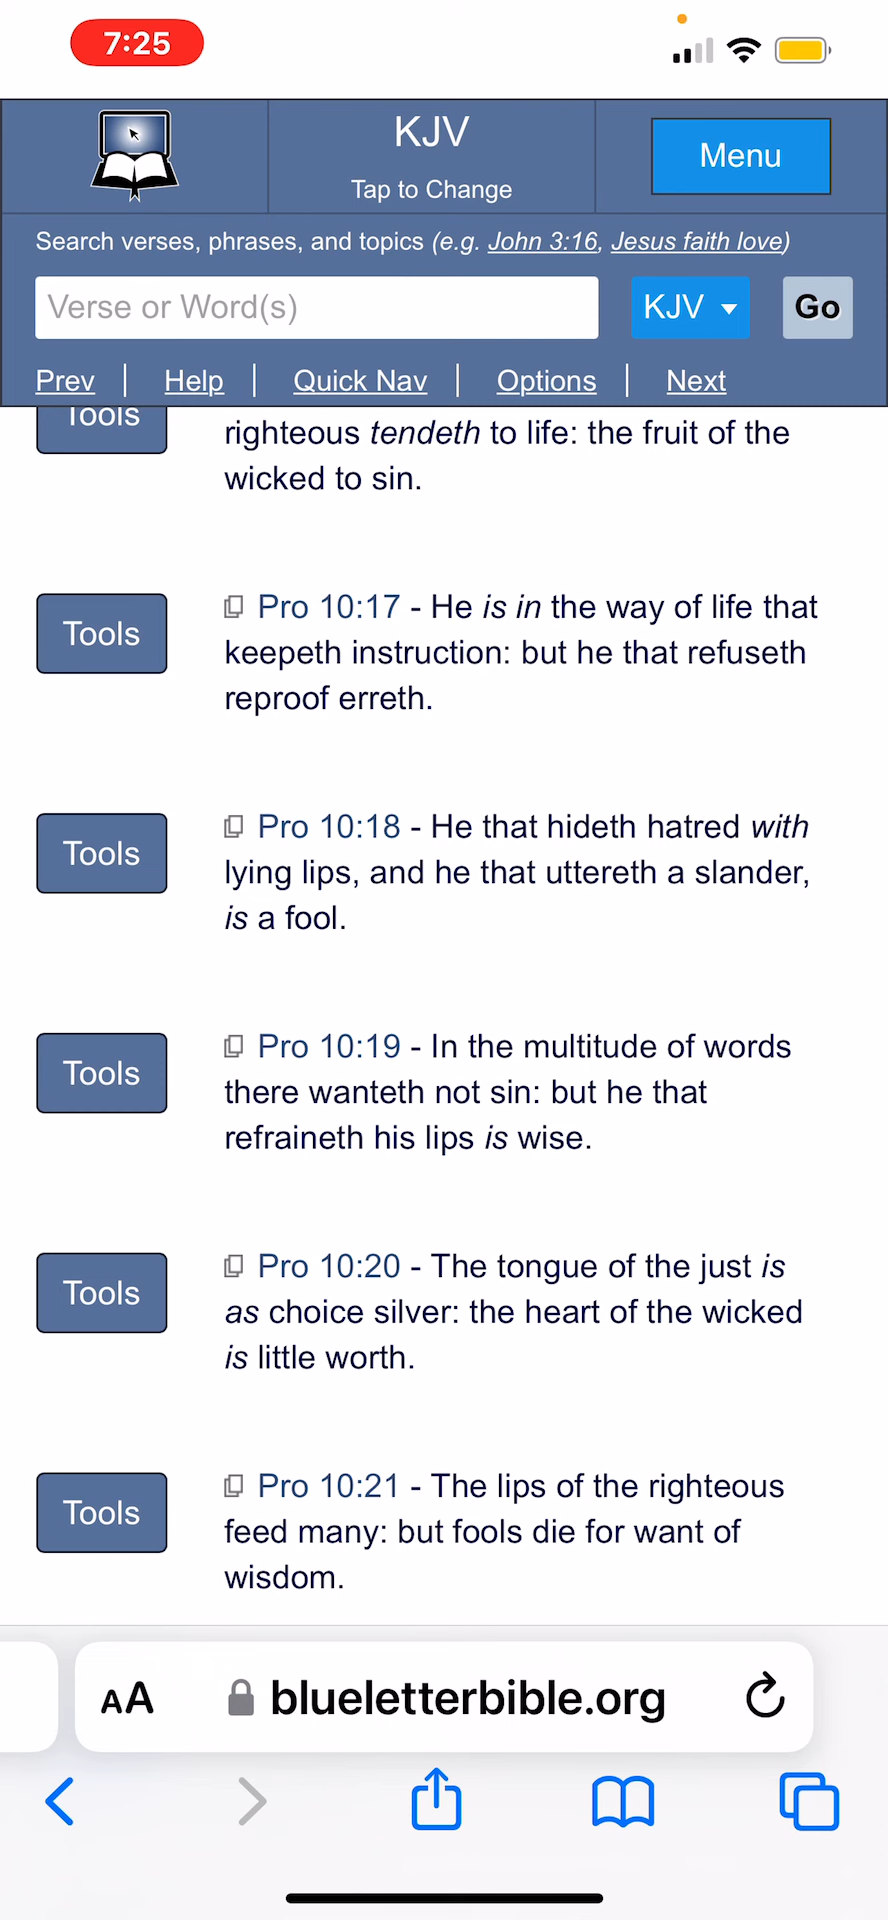 7:25
KJV
Tap to Change
Menu
Search verses, phrases, and topics (e.g. John 3:16, Jesus faith love)
Verse or Word(s)
KJV
Go
Prev | Help | Quick Nav | Options | Next
Tools
righteous tendeth to life: the fruit of the
wicked to sin.
Tools
Pro 10:17 - He is in the way of life that
keepeth instruction: but he that refuseth
reproof erreth.
Tools
Pro 10:18 - He that hideth hatred with
lying lips, and he that uttereth a slander,
is a fool.
Tools
Pro 10:19 - In the multitude of words
there wanteth not sin: but he that
refraineth his lips is wise.
Tools
Pro 10:20 - The tongue of the just is
as choice silver: the heart of the wicked
is little worth.
Tools
Pro 10:21 - The lips of the righteous
feed many: but fools die for want of
wisdom.
AA
blueletterbible.org